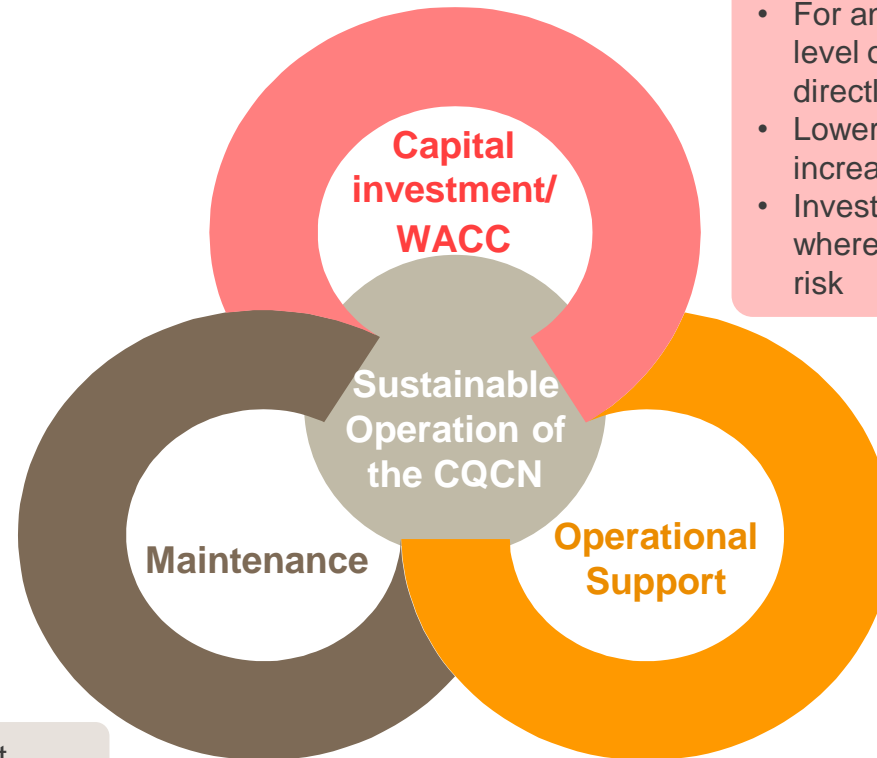 Capital
investment/
WACC
• For an
level o
directl
• Lower
increa
• Invest
where
risk
Sustainable
Operation of
the CQCN
Maintenance
Operational
Support
t